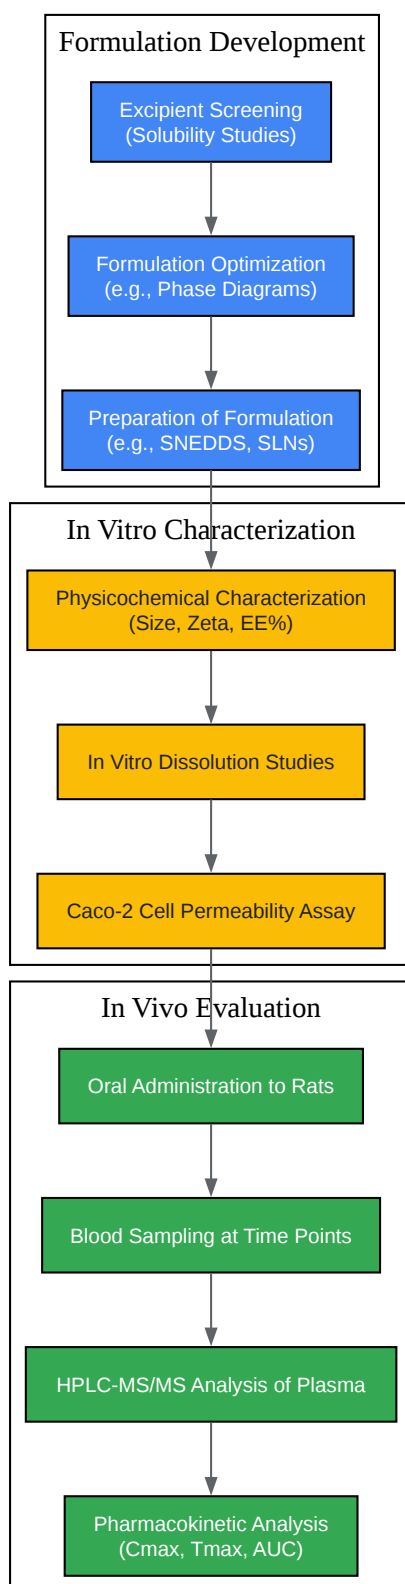 Formulation Development
Excipient Screening
(Solubility Studies)
Formulation Optimization
(e.g., Phase Diagrams)
Preparation of Formulation
(e.g., SNEDDS, SLNs)
In Vitro Characterization
Physicochemical Characterization
(Size, Zeta, EE%)
In Vitro Dissolution Studies
Caco-2 Cell Permeability Assay
In Vivo Evaluation
Oral Administration to Rats
Blood Sampling at Time Points
HPLC-MS/MS Analysis of Plasma
Pharmacokinetic Analysis
(Cmax, Tmax, AUC)